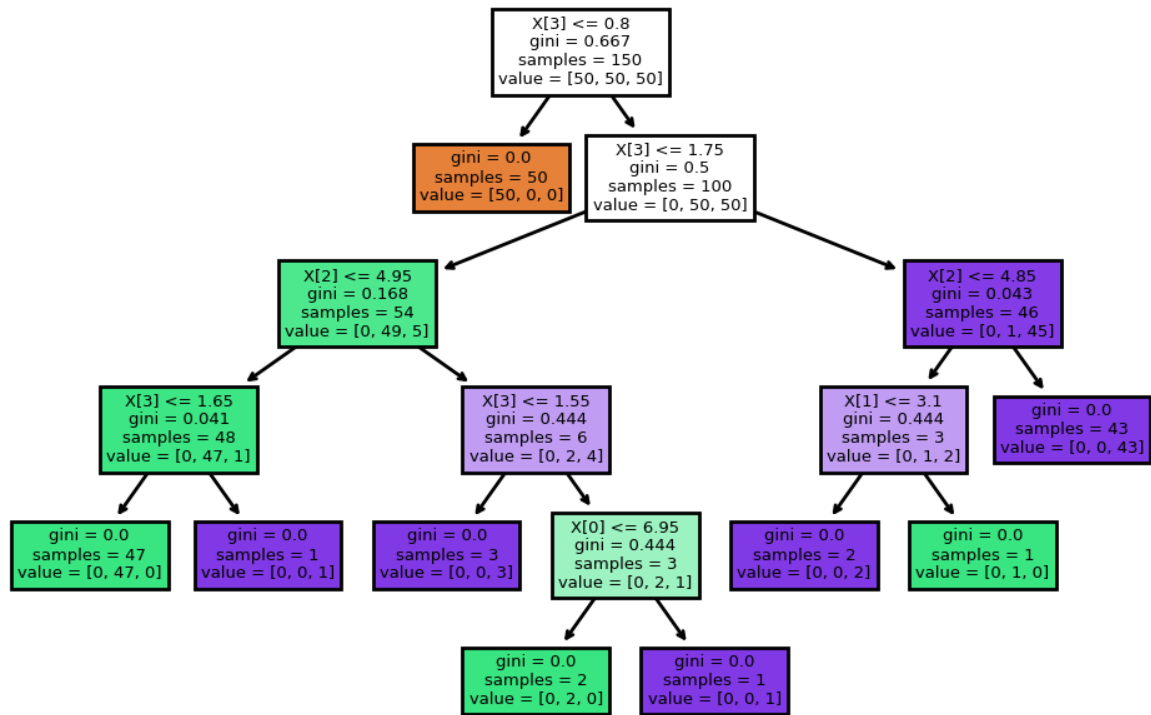 X[3] <= 0.8
gini = 0.667
samples = 150
value = [50, 50, 50]
gini = 0.0
samples = 50
value = [50, 0, 0]
X[3] <= 1.75
gini = 0.5
samples = 100
value = [0, 50, 50]
X[2] <= 4.95
gini = 0.168
samples = 54
value = [0, 49, 5]
X[2] <= 4.85
gini = 0.043
samples = 46
value = [0, 1, 45]
X[3] <= 1.65
gini = 0.041
samples = 48
value = [0, 47, 1]
X[3] <= 1.55
gini = 0.444
samples = 6
value = [0, 2, 4]
X[1] <= 3.1
gini = 0.444
samples = 3
value = [0, 1, 2]
gini = 0.0
samples = 43
value = [0, 0, 43]
gini = 0.0
samples = 47
value = [0, 47, 0]
gini = 0.0
samples = 1
value = [0, 0, 1]
gini = 0.0
samples = 3
value = [0, 0, 3]
X[0] <= 6.95
gini = 0.444
samples = 3
value = [0, 2, 1]
gini = 0.0
samples = 2
value = [0, 0, 2]
gini = 0.0
samples = 1
value = [0, 1, 0]
gini = 0.0
samples = 2
value = [0, 2, 0]
gini = 0.0
samples = 1
value = [0, 0, 1]